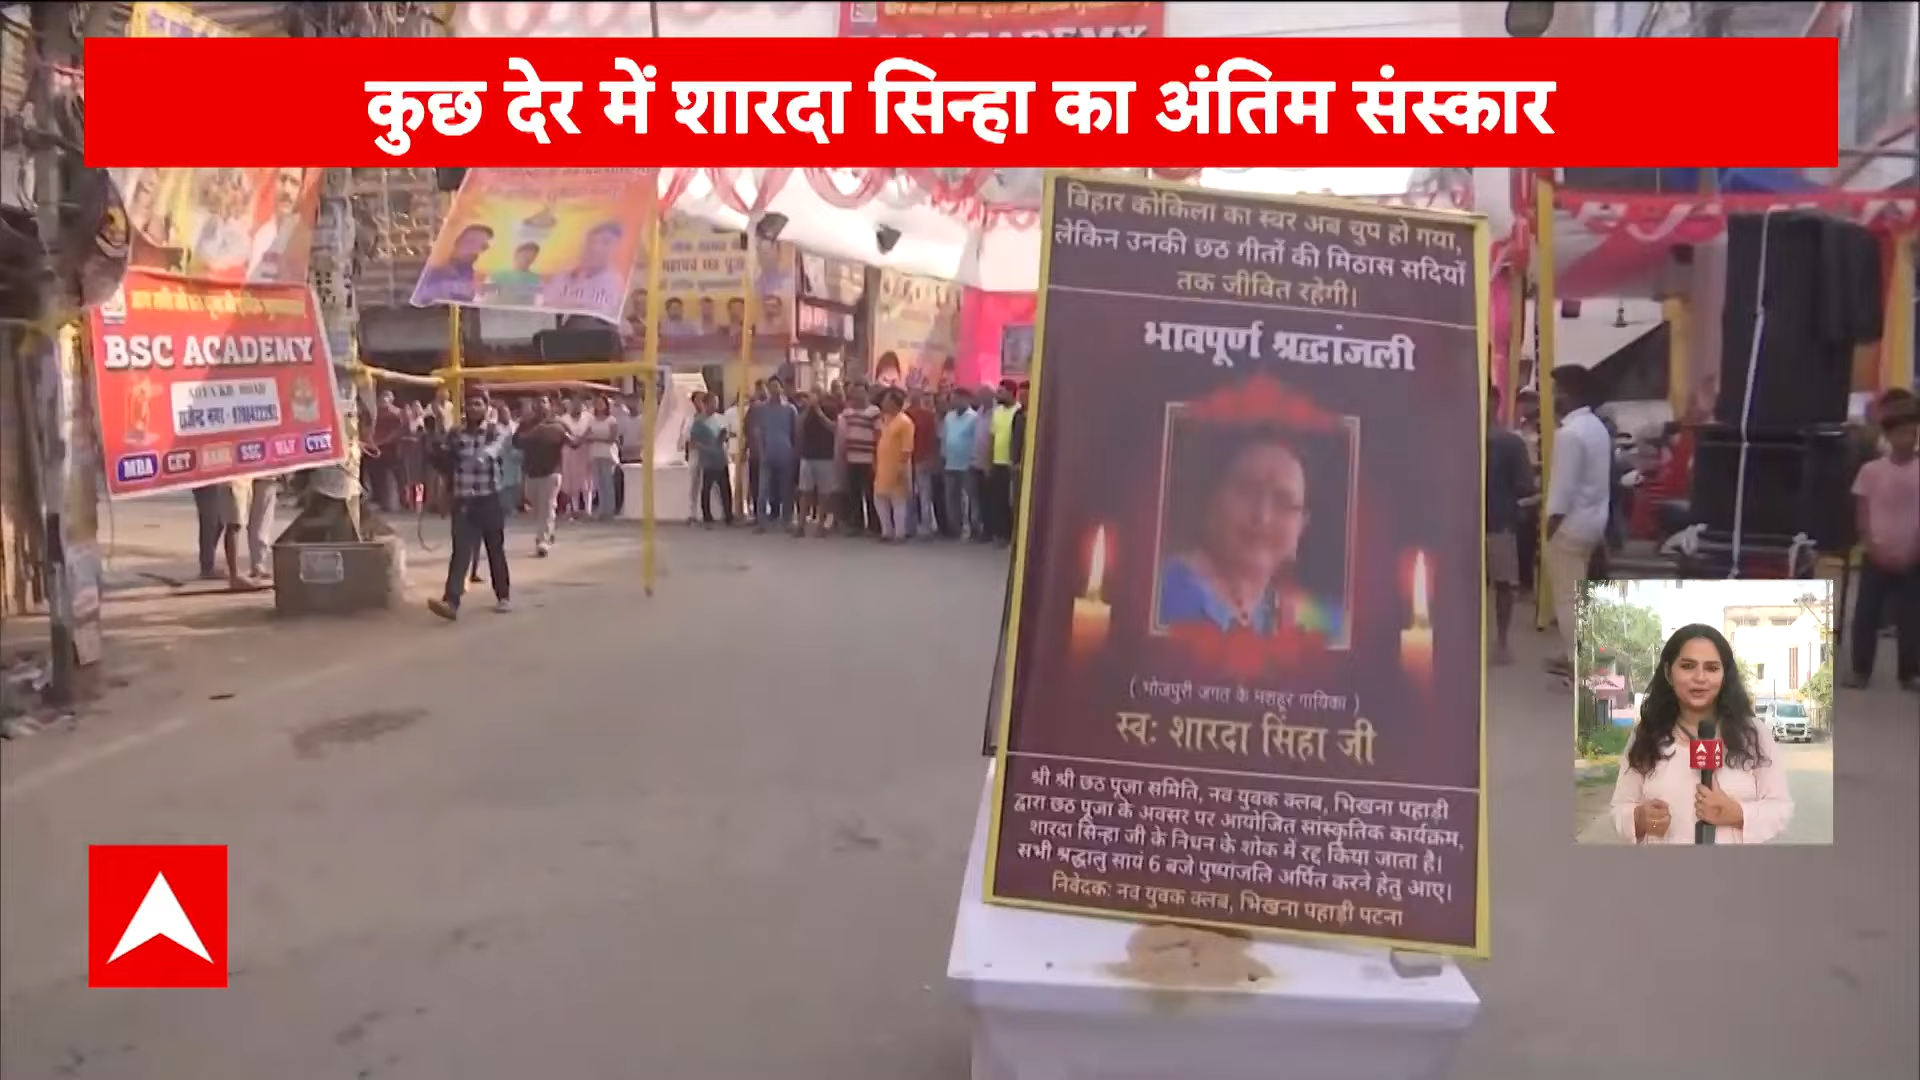 कुछ देर में शारदा सिन्हा का अंतिम संस्कार
बिहार कोकिला का स्वर अब चुप हो गया,
लेकिन उनकी छठ गीतों की मिठास सदियों
तक जीवित रहेगी।
भावपूर्ण श्रद्धांजली
( भोजपुरी जगत के मशहूर गायिका )
स्व: शारदा सिंहा जी
श्री श्री छठ पूजा समिति, नव युवक क्लब, भिखना पहाड़ी
द्वारा छठ पूजा के अवसर पर आयोजित सांस्कृतिक कार्यक्रम,
शारदा सिन्हा जी के निधन के शोक में रद्द किया जाता है।
सभी श्रद्धालु सायं 6 बजे पुष्पांजलि अर्पित करने हेतु आए।
निवेदक: नव युवक क्लब, भिखना पहाड़ी पटना
BSC ACADEMY
MBA
CET
BANK
SSC
CTET